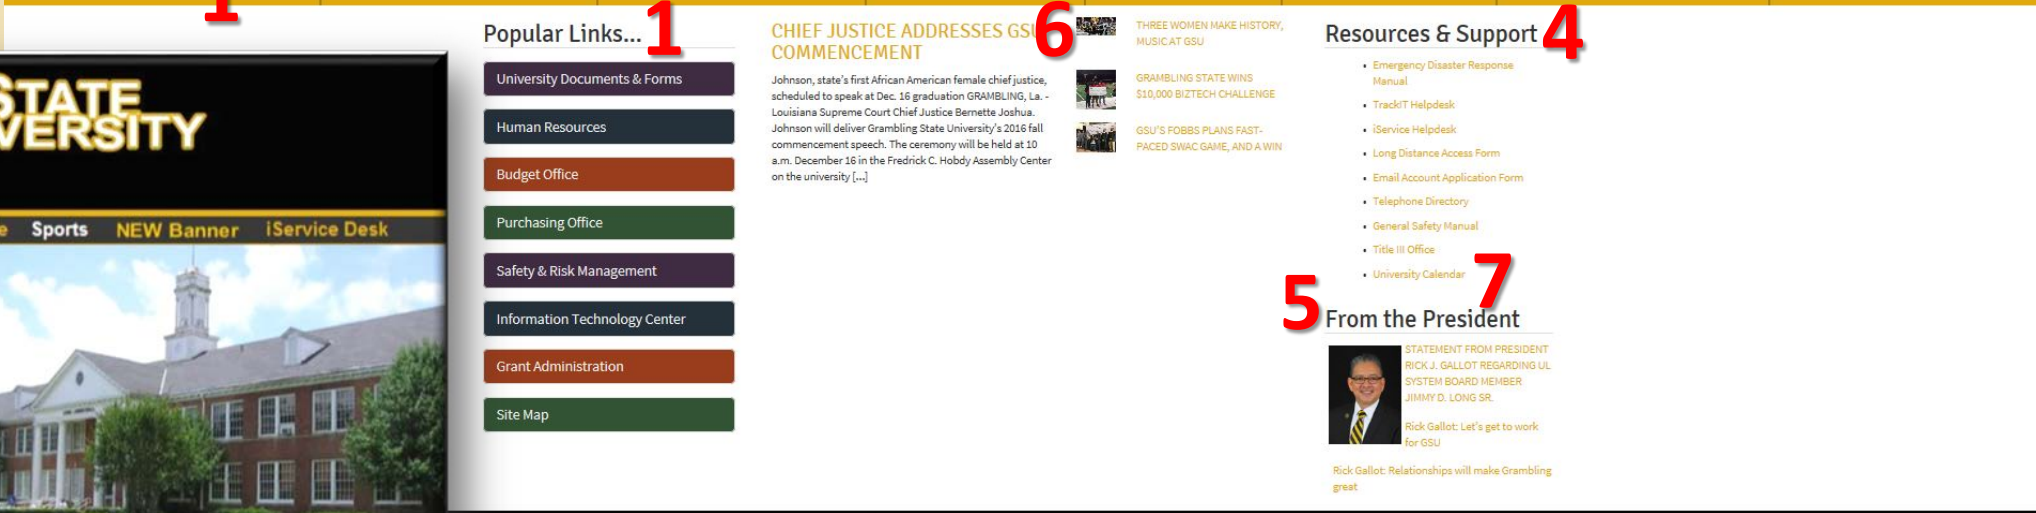 1
STATE
VERSITY
e Sports NEW Banner iService Desk
Popular Links... 1
University Documents & Forms
Human Resources
Budget Office
Purchasing Office
Safety & Risk Management
Information Technology Center
Grant Administration
Site Map
CHIEF JUSTICE ADDRESSES GSU 6
COMMENCEMENT
Johnson, state's first African American female chief justice,
scheduled to speak at Dec. 16 graduation GRAMBLING, La. -
Louisiana Supreme Court Chief Justice Bernette Joshua.
Johnson will deliver Grambling State University's 2016 fall
commencement speech. The ceremony will be held at 10
a.m. December 16 in the Fredrick C. Hobdy Assembly Center
on the university [...]
THREE WOMEN MAKE HISTORY,
MUSIC AT GSU
GRAMBLING STATE WINS
$10,000 BIZTECH CHALLENGE
GSU'S FOBBS PLANS FAST-
PACED SWAC GAME, AND A WIN
Resources & Support 4
• Emergency Disaster Response
Manual
• TrackIT Helpdesk
• iService Helpdesk
• Long Distance Access Form
• Email Account Application Form
• Telephone Directory
• General Safety Manual
• Title III Office
• University Calendar 7
5 From the President
STATEMENT FROM PRESIDENT
RICK J. GALLOT REGARDING UL
SYSTEM BOARD MEMBER
JIMMY D. LONG SR.
Rick Gallot: Let's get to work
for GSU
Rick Gallot: Relationships will make Grambling
great